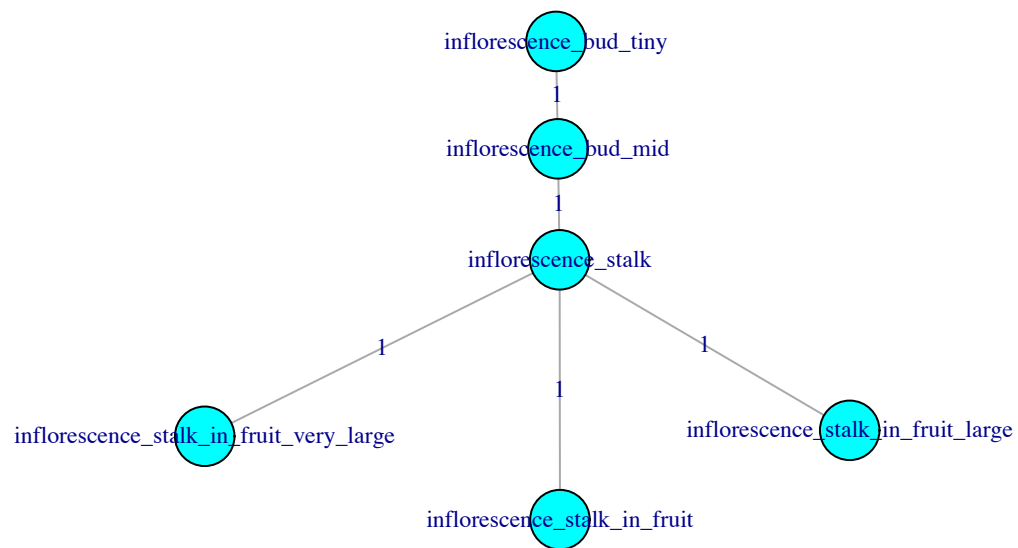 inflorescence_bud_tiny
1
inflorescence_bud_mid
1
inflorescence_stalk
1
1
1
inflorescence_stalk_in_fruit_very_large
inflorescence_stalk_in_fruit_large
inflorescence_stalk_in_fruit